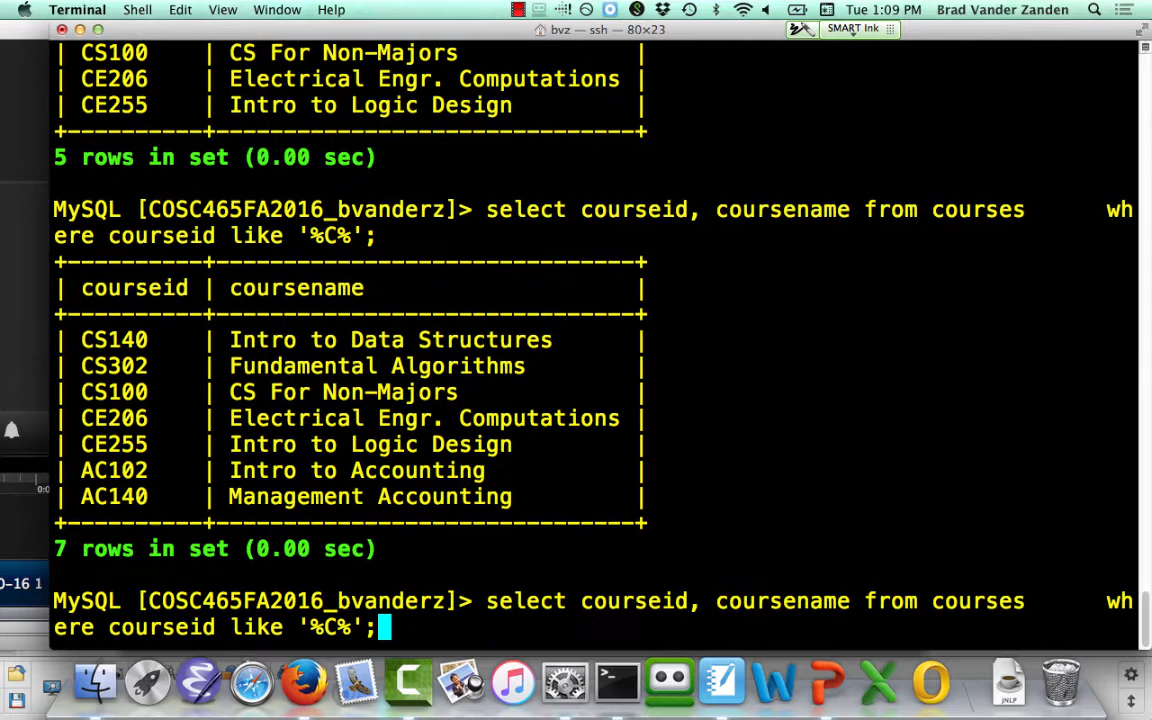 Terminal Shell Edit View Window Help Tue 1:09 PM Brad Vander Zanden
bvz — ssh — 80×23
SMART Ink
| CS100 | CS For Non-Majors |
| CE206 | Electrical Engr. Computations |
| CE255 | Intro to Logic Design |
+----------+-------------------------------+
5 rows in set (0.00 sec)
MySQL [COSC465FA2016_bvanderz]> select courseid, coursename from courses wh
ere courseid like '%C%';
+----------+-------------------------------+
| courseid | coursename |
+----------+-------------------------------+
| CS140 | Intro to Data Structures |
| CS302 | Fundamental Algorithms |
| CS100 | CS For Non-Majors |
| CE206 | Electrical Engr. Computations |
| CE255 | Intro to Logic Design |
| AC102 | Intro to Accounting |
| AC140 | Management Accounting |
+----------+-------------------------------+
7 rows in set (0.00 sec)
MySQL [COSC465FA2016_bvanderz]> select courseid, coursename from courses wh
ere courseid like '%C%';
0-16 1
JNLP